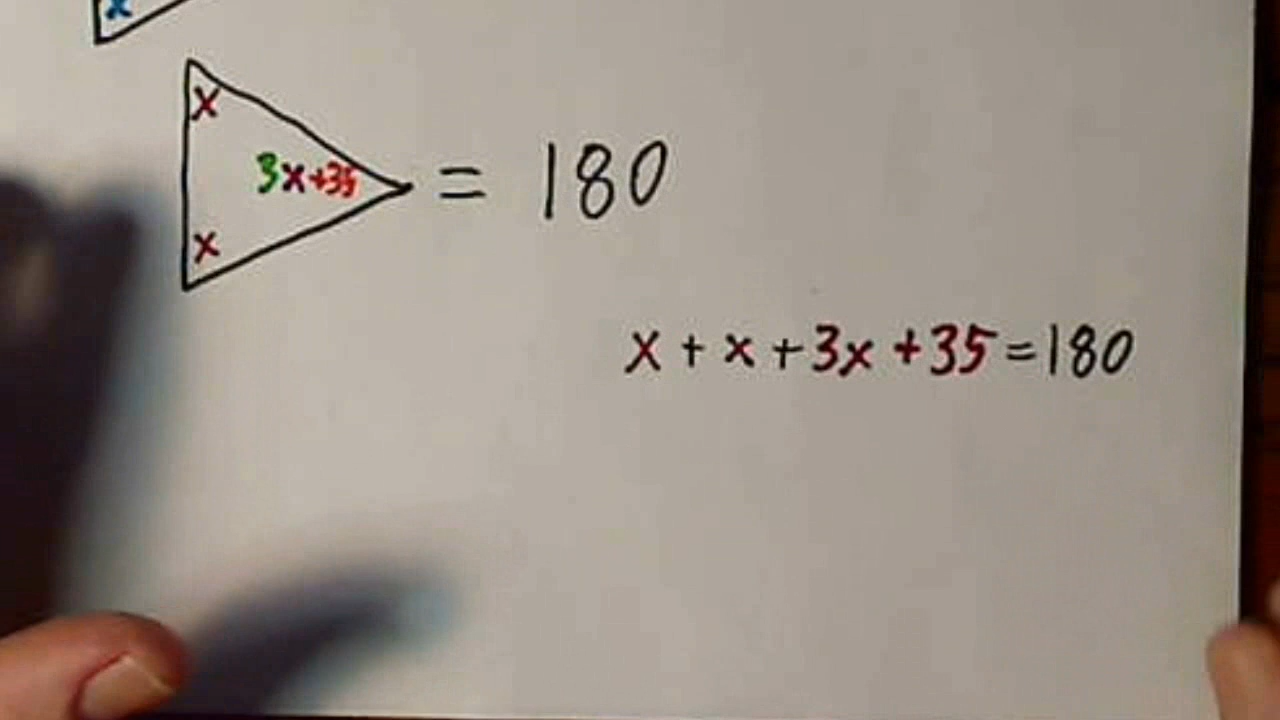 x
x
3x+35 = 180
x
x + x + 3x + 35 = 180